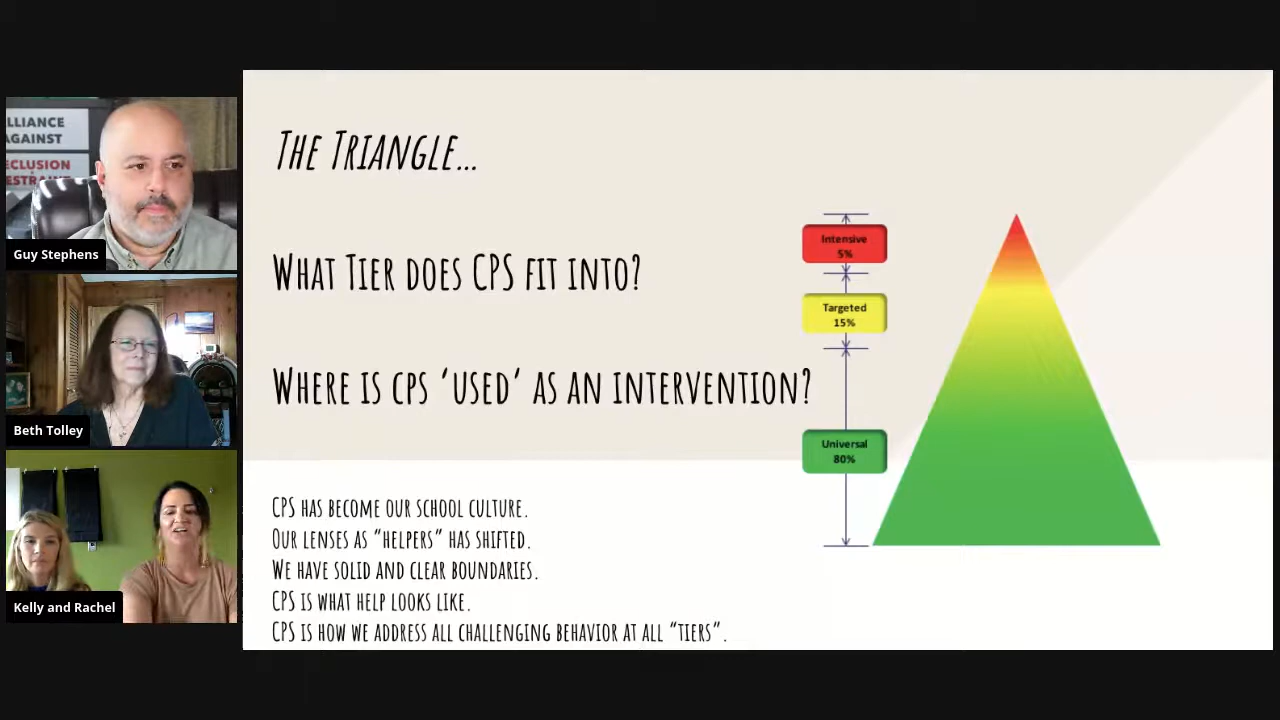 LLIANCE
AGAINST
ECLUSION
ESTRA
Guy Stephens
Beth Tolley
Kelly and Rachel
The Triangle...
What Tier does CPS fit into?
Where is cps ‘used’ as an intervention?
CPS has become our school culture.
Our lenses as “helpers” has shifted.
We have solid and clear boundaries.
CPS is what help looks like.
CPS is how we address all challenging behavior at all “tiers”.
Intensive
5%
Targeted
15%
Universal
80%